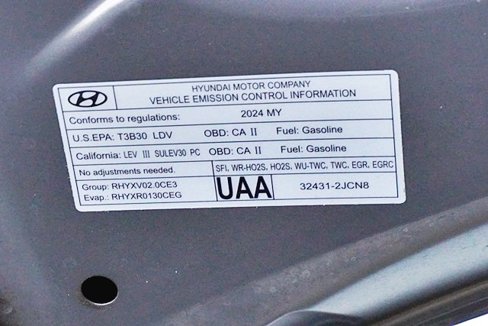 HYUNDAI MOTOR COMPANY
VEHICLE EMISSION CONTROL INFORMATION
Conforms to regulations: 2024 MY
U.S.EPA: T3B30 LDV OBD: CA II Fuel: Gasoline
California: LEV III SULEV30 PC OBD: CA II Fuel: Gasoline
No adjustments needed. SFI, WR-HO2S, HO2S, WU-TWC, TWC, EGR, EGRC
Group: RHYXV02.0CE3
Evap.: RHYXR0130CEG
UAA 32431-2JCN8